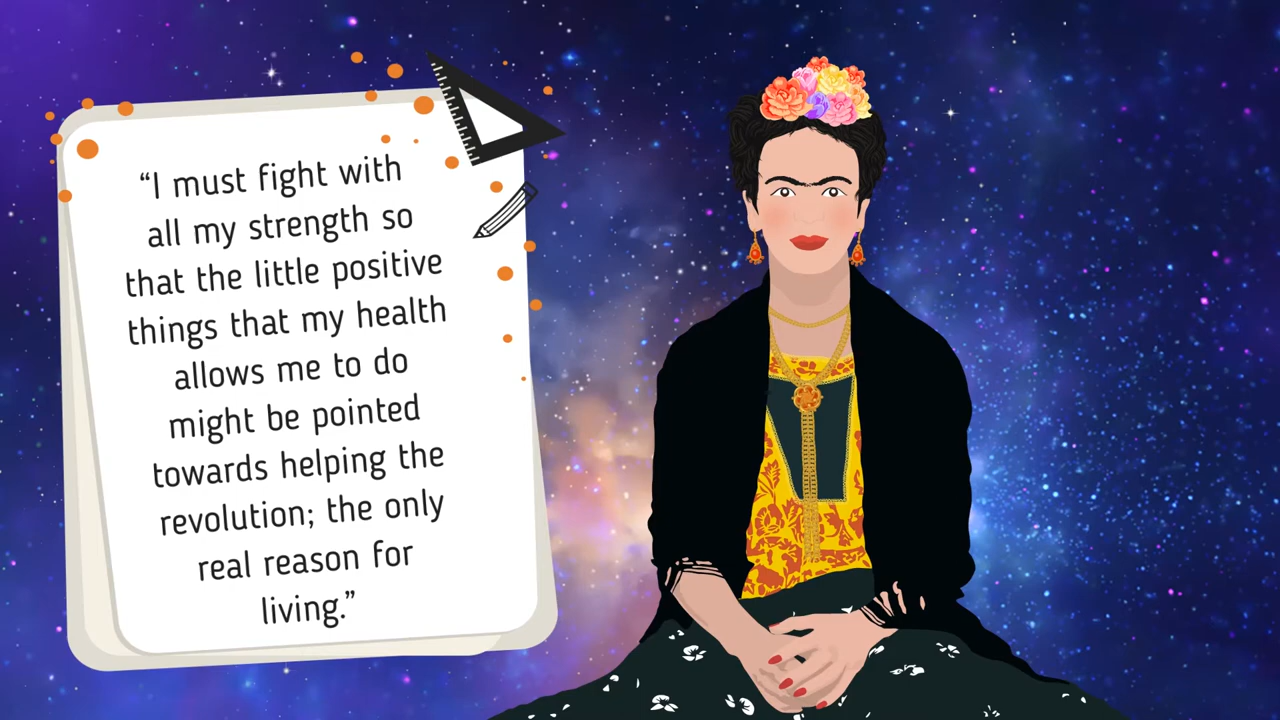 “I must fight with
all my strength so
that the little positive
things that my health
allows me to do
might be pointed
towards helping the
revolution; the only
real reason for
living.”